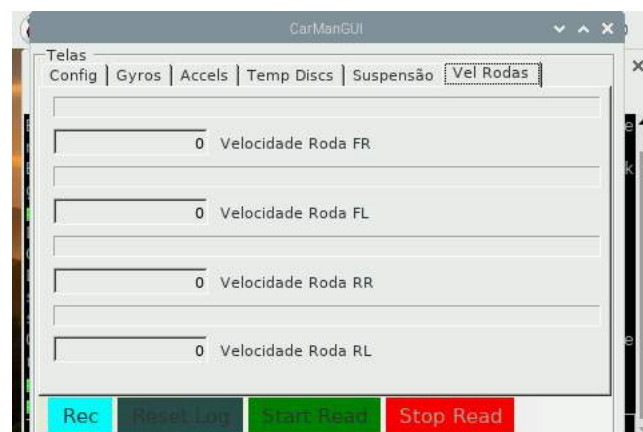 CarManGUI
Telas
Config Gyros Accels Temp Discs Suspensão Vel Rodas
0 Velocidade Roda FR
0 Velocidade Roda FL
0 Velocidade Roda RR
0 Velocidade Roda RL
Rec Reset Log Start Read Stop Read